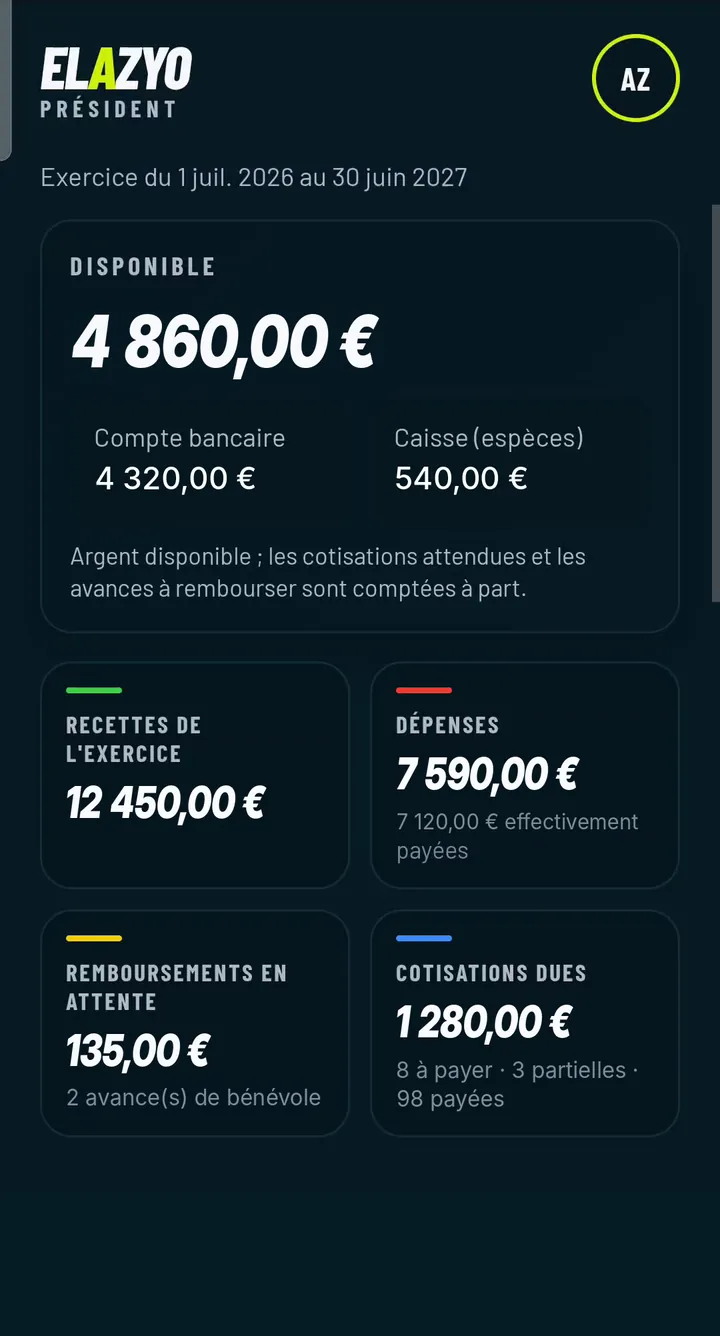 ELAZYO
PRÉSIDENT
AZ
Exercice du 1 juil. 2026 au 30 juin 2027
DISPONIBLE
4 860,00 €
Compte bancaire
4 320,00 €
Caisse (espèces)
540,00 €
Argent disponible ; les cotisations attendues et les
avances à rembourser sont comptées à part.
RECETTES DE
L'EXERCICE
12 450,00 €
DÉPENSES
7 590,00 €
7 120,00 € effectivement
payées
REMBOURSEMENTS EN
ATTENTE
135,00 €
2 avance(s) de bénévole
COTISATIONS DUES
1 280,00 €
8 à payer · 3 partielles ·
98 payées